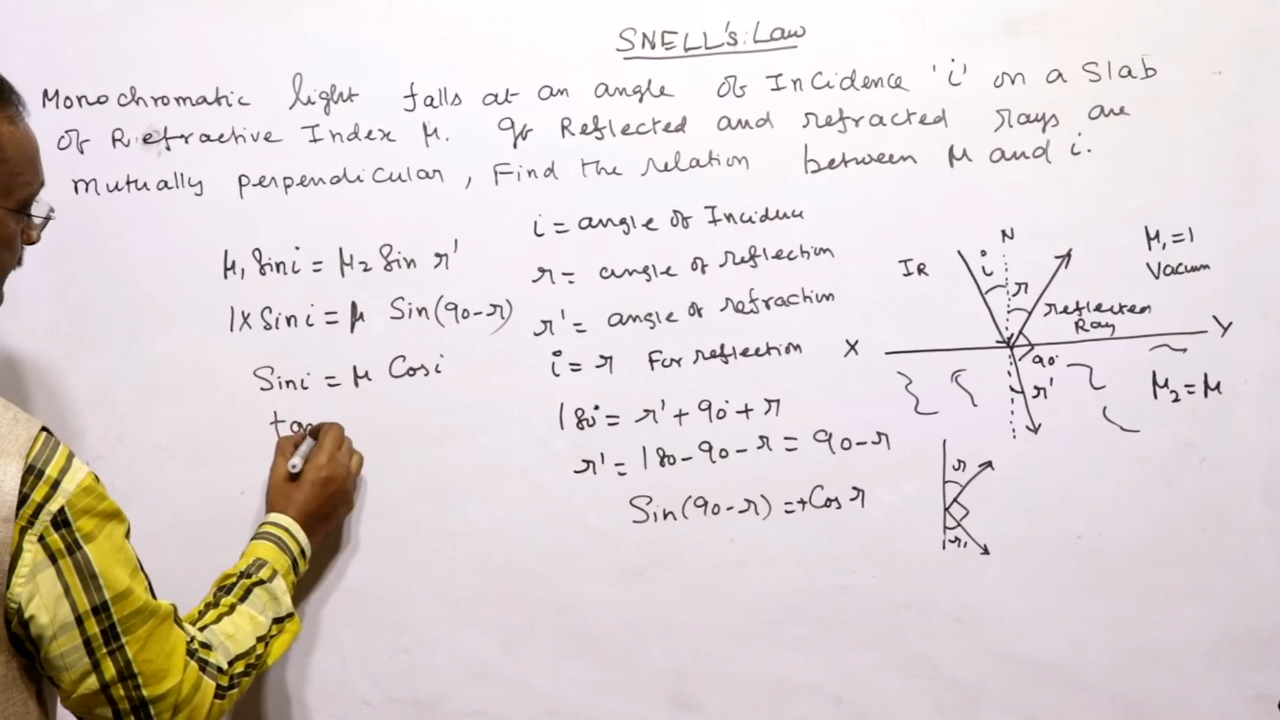 SNELL's Law
Monochromatic light falls at an angle of Incidence 'i' on a Slab
of Refractive Index μ. If Reflected and refracted rays are
mutually perpendicular, Find the relation between μ and i.
μ₁ Sin i = μ₂ Sin r'
1 x Sin i = μ Sin(90-r)
Sin i = μ Cos i
tan
i = angle of Incidence
r = angle of reflection
r' = angle of refraction
i = r For reflection
180° = r' + 90° + r
r' = 180 - 90 - r = 90 - r
Sin(90-r) = + Cos r
N
IR
i
r
reflected
Ray
μ₁ = 1
Vacum
X
Y
90°
r'
μ₂ = μ
r
r'